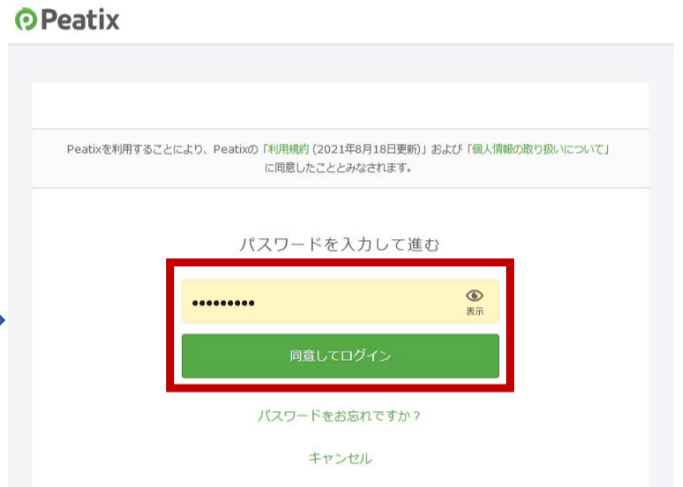 Peatix
Peatixを利用することにより、Peatixの「利用規約 (2021年8月18日更新)」および「個人情報の取り扱いについて」
に同意したこととみなされます。
パスワードを入力して進む
•••••••••
表示
同意してログイン
パスワードをお忘れですか？
キャンセル